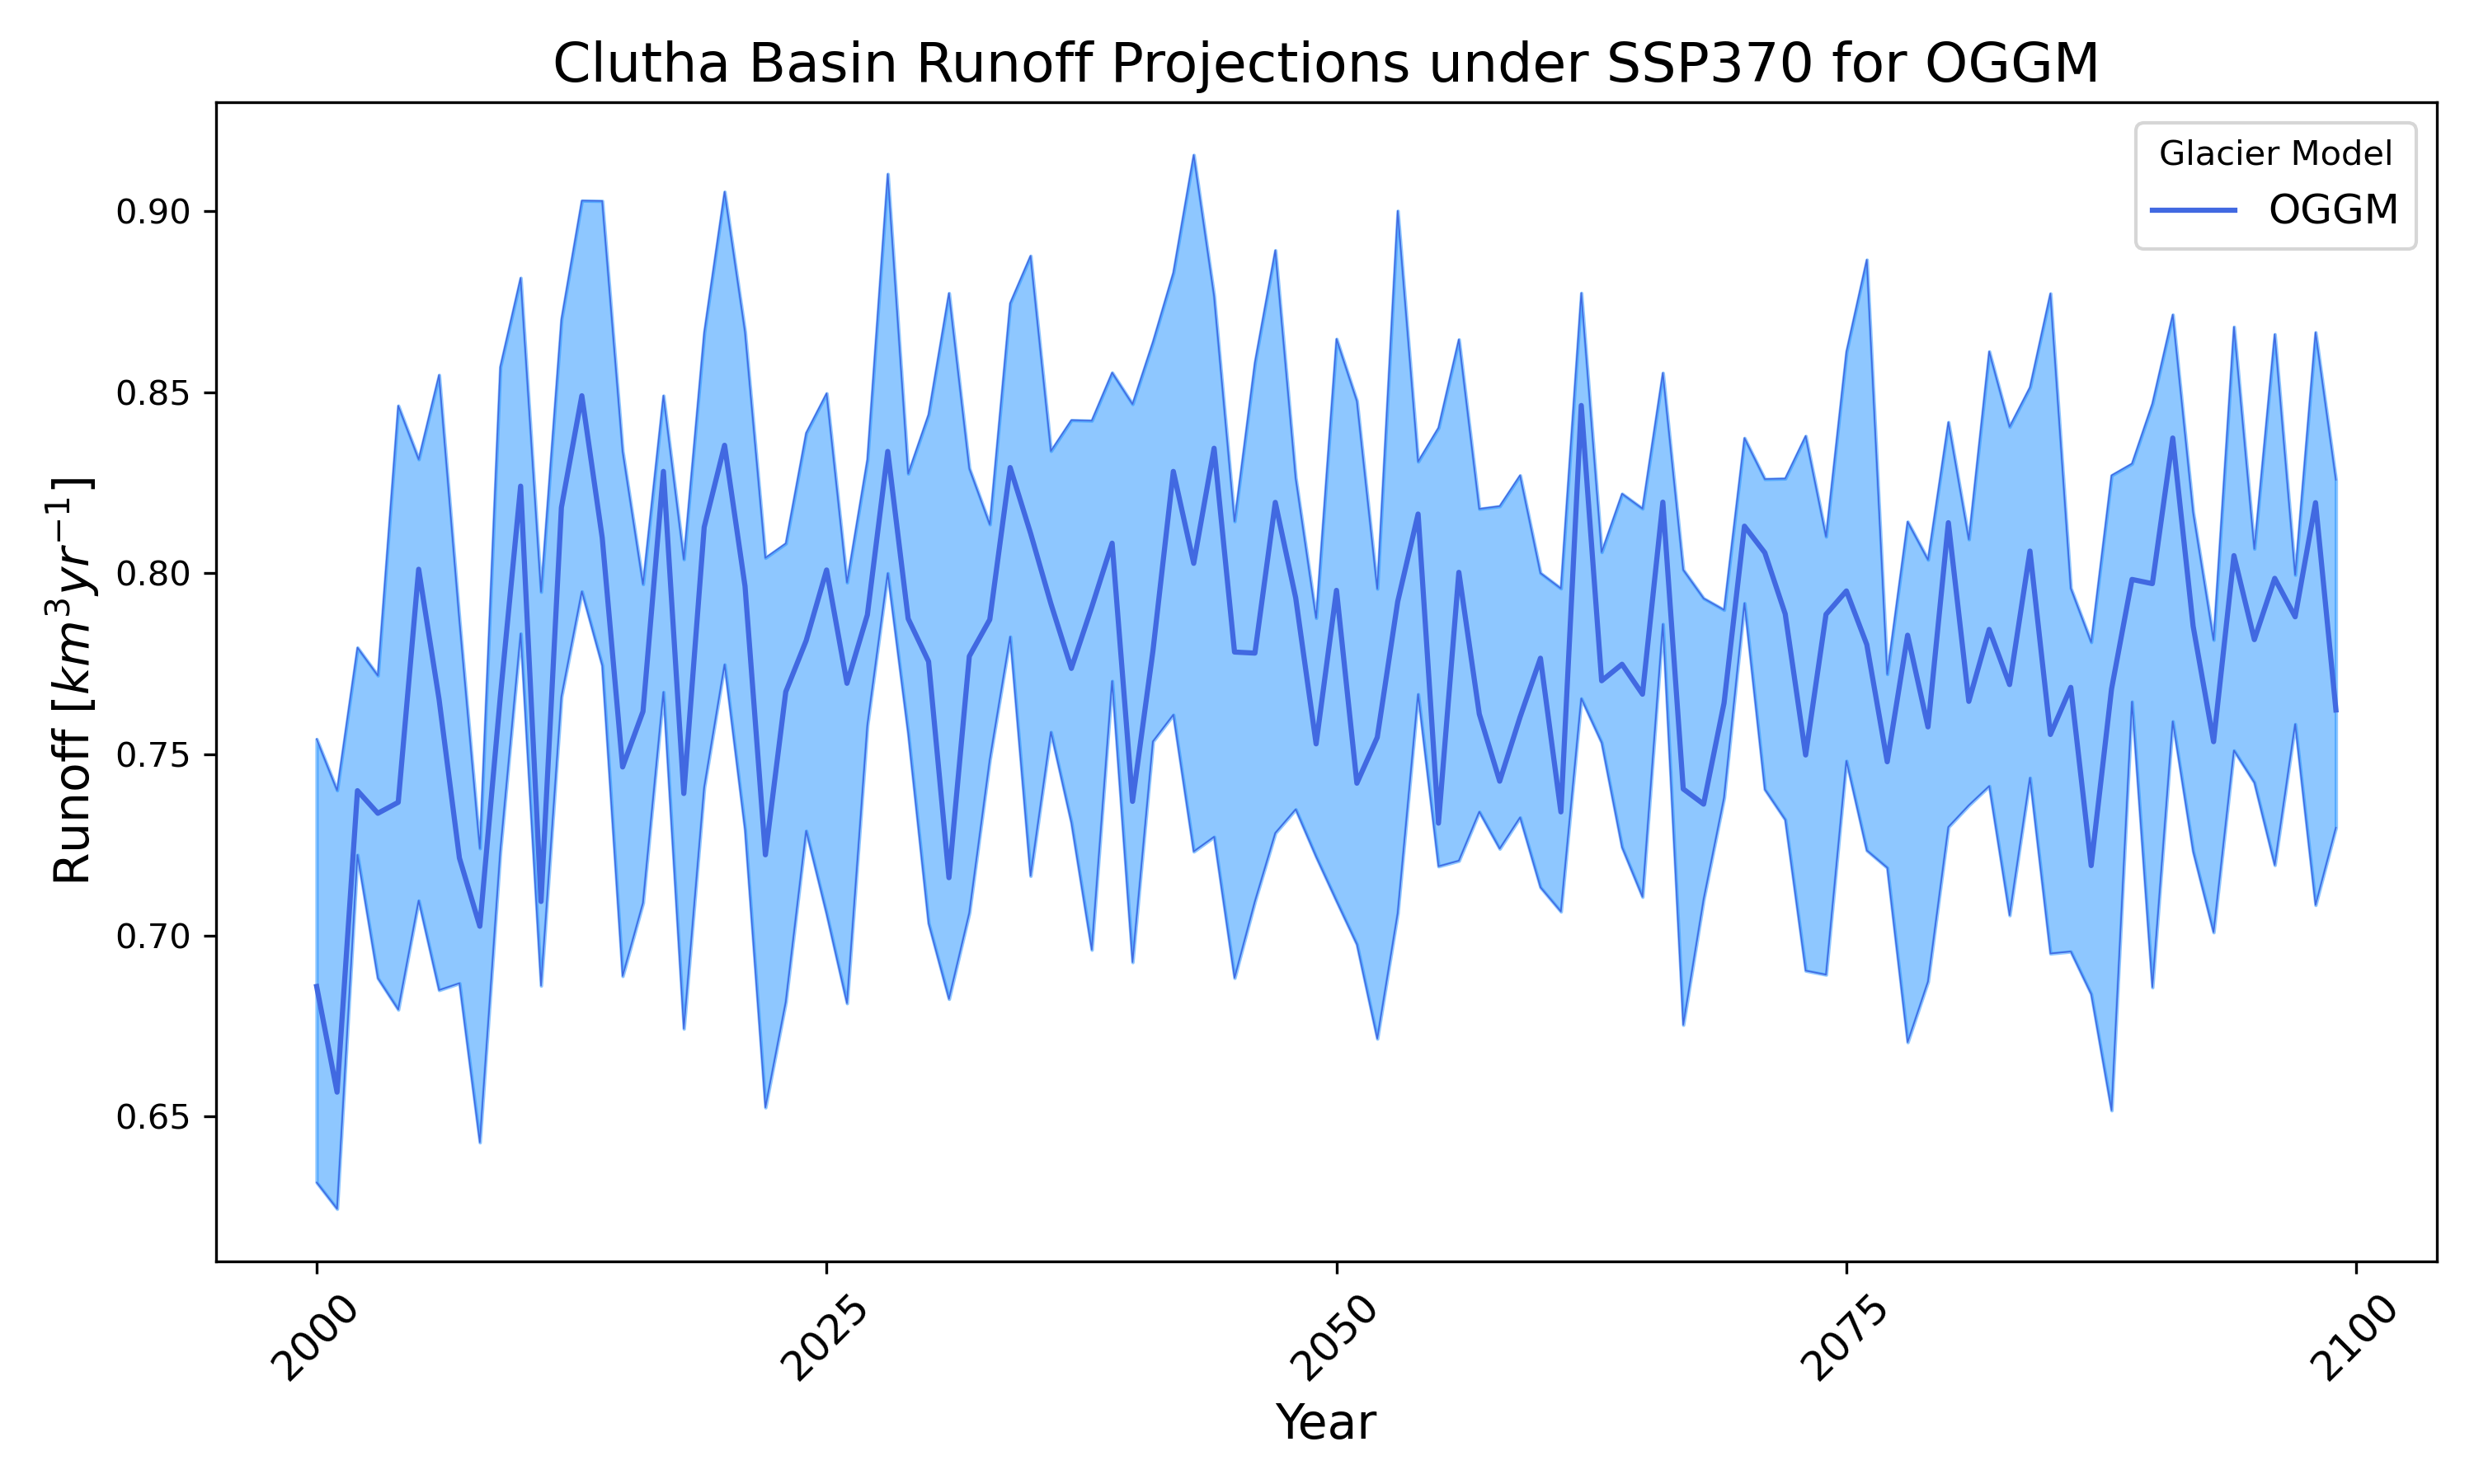 Clutha Basin Runoff Projections under SSP370 for OGGM
Glacier Model
OGGM
Runoff [km³yr⁻¹]
0.90
0.85
0.80
0.75
0.70
0.65
2000
2025
2050
2075
2100
Year